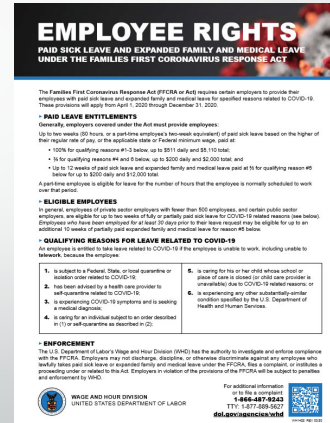 EMPLOYEE RIGHTS
PAID SICK LEAVE AND EXPANDED FAMILY AND MEDICAL LEAVE
UNDER THE FAMILIES FIRST CORONAVIRUS RESPONSE ACT
The Families First Coronavirus Response Act (FFCRA or Act) requires certain employers to provide their
employees with paid sick leave and expanded family and medical leave for specified reasons related to COVID-19.
These provisions will apply from April 1, 2020 through December 31, 2020.
▸ PAID LEAVE ENTITLEMENTS
Generally, employers covered under the Act must provide employees:
Up to two weeks (80 hours, or a part-time employee's two-week equivalent) of paid sick leave based on the higher of
their regular rate of pay, or the applicable state or Federal minimum wage, paid at:
• 100% for qualifying reasons #1-3 below, up to $511 daily and $5,110 total;
• ⅔ for qualifying reasons #4 and 6 below, up to $200 daily and $2,000 total; and
• Up to 12 weeks of paid sick leave and expanded family and medical leave paid at ⅔ for qualifying reason #5
below for up to $200 daily and $12,000 total.
A part-time employee is eligible for leave for the number of hours that the employee is normally scheduled to work
over that period.
▸ ELIGIBLE EMPLOYEES
In general, employees of private sector employers with fewer than 500 employees, and certain public sector
employers, are eligible for up to two weeks of fully or partially paid sick leave for COVID-19 related reasons (see below).
Employees who have been employed for at least 30 days prior to their leave request may be eligible for up to an
additional 10 weeks of partially paid expanded family and medical leave for reason #5 below.
▸ QUALIFYING REASONS FOR LEAVE RELATED TO COVID-19
An employee is entitled to take leave related to COVID-19 if the employee is unable to work, including unable to
telework, because the employee:
1. is subject to a Federal, State, or local quarantine or
isolation order related to COVID-19;
2. has been advised by a health care provider to
self-quarantine related to COVID-19;
3. is experiencing COVID-19 symptoms and is seeking
a medical diagnosis;
4. is caring for an individual subject to an order described
in (1) or self-quarantine as described in (2);
5. is caring for his or her child whose school or
place of care is closed (or child care provider is
unavailable) due to COVID-19 related reasons; or
6. is experiencing any other substantially-similar
condition specified by the U.S. Department of
Health and Human Services.
▸ ENFORCEMENT
The U.S. Department of Labor's Wage and Hour Division (WHD) has the authority to investigate and enforce compliance
with the FFCRA. Employers may not discharge, discipline, or otherwise discriminate against any employee who
lawfully takes paid sick leave or expanded family and medical leave under the FFCRA, files a complaint, or institutes a
proceeding under or related to this Act. Employers in violation of the provisions of the FFCRA will be subject to penalties
and enforcement by WHD.
WAGE AND HOUR DIVISION
UNITED STATES DEPARTMENT OF LABOR
For additional information
or to file a complaint:
1-866-487-9243
TTY: 1-877-889-5627
dol.gov/agencies/whd